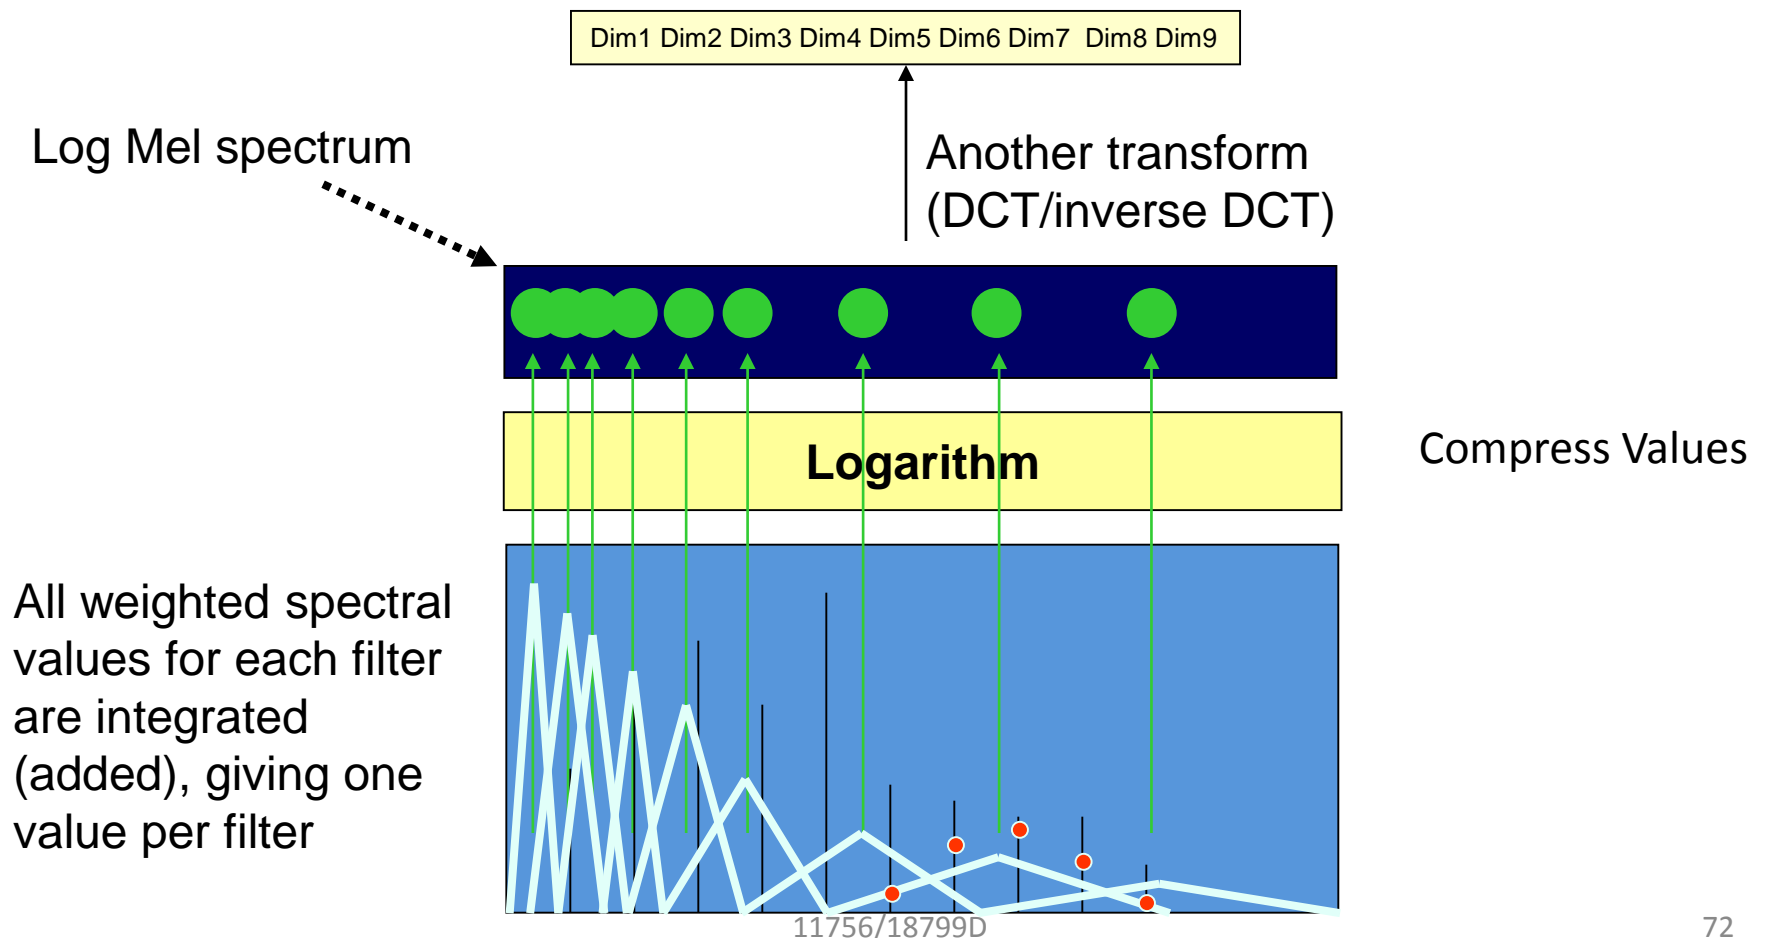 Dim1 Dim2 Dim3 Dim4 Dim5 Dim6 Dim7 Dim8 Dim9
Log Mel spectrum
Another transform
(DCT/inverse DCT)
Logarithm
Compress Values
All weighted spectral
values for each filter
are integrated
(added), giving one
value per filter
11756/18799D
72